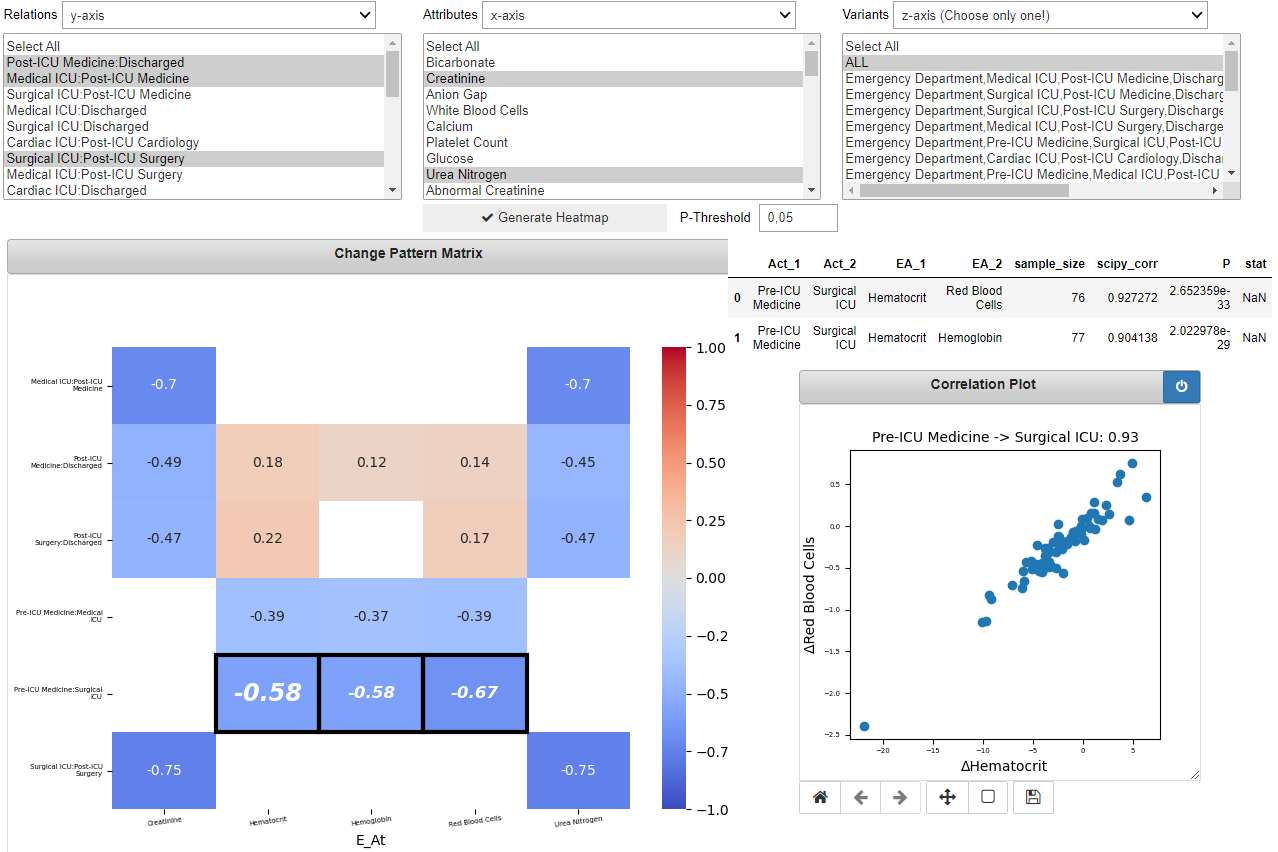 Relations y-axis Attributes x-axis Variants z-axis (Choose only one!)
Select All
Post-ICU Medicine:Discharged
Medical ICU:Post-ICU Medicine
Surgical ICU:Post-ICU Medicine
Medical ICU:Discharged
Surgical ICU:Discharged
Cardiac ICU:Post-ICU Cardiology
Surgical ICU:Post-ICU Surgery
Medical ICU:Post-ICU Surgery
Cardiac ICU:Discharged
Select All
Bicarbonate
Creatinine
Anion Gap
White Blood Cells
Calcium
Platelet Count
Glucose
Urea Nitrogen
Abnormal Creatinine
Select All
ALL
Emergency Department,Medical ICU,Post-ICU Medicine,Discharg
Emergency Department,Surgical ICU,Post-ICU Medicine,Discharg
Emergency Department,Surgical ICU,Post-ICU Surgery,Discharge
Emergency Department,Medical ICU,Post-ICU Surgery,Discharge
Emergency Department,Pre-ICU Medicine,Surgical ICU,Post-ICU
Emergency Department,Cardiac ICU,Post-ICU Cardiology,Dischar
Emergency Department,Pre-ICU Medicine,Medical ICU,Post-ICU
Generate Heatmap P-Threshold 0,05
Change Pattern Matrix
Medical ICU:Post-ICU
Medicine
-0.7 -0.7
Post-ICU
Medicine:Discharged
-0.49 0.18 0.12 0.14 -0.45
Post-ICU
Surgery:Discharged
-0.47 0.22 0.17 -0.47
Pre-ICU Medicine:Medical
ICU
-0.39 -0.37 -0.39
Pre-ICU Medicine:Surgical
ICU
-0.58 -0.58 -0.67
Surgical ICU:Post-ICU
Surgery
-0.75 -0.75
Creatinine Hematocrit Hemoglobin Red Blood Cells Urea Nitrogen
E_At
1.00
0.75
0.50
0.25
0.00
−0.2
−0.5
−0.7
−1.0
Act_1 Act_2 EA_1 EA_2 sample_size scipy_corr P stat
0 Pre-ICU Medicine Surgical ICU Hematocrit Red Blood Cells 76 0.927272 2.652359e-33 NaN
1 Pre-ICU Medicine Surgical ICU Hematocrit Hemoglobin 77 0.904138 2.022978e-29 NaN
Correlation Plot
Pre-ICU Medicine -> Surgical ICU: 0.93
ΔRed Blood Cells
0.5
0.0
−0.5
−1.0
−1.5
−2.0
−2.5
−20 −15 −10 −5 0 5
ΔHematocrit